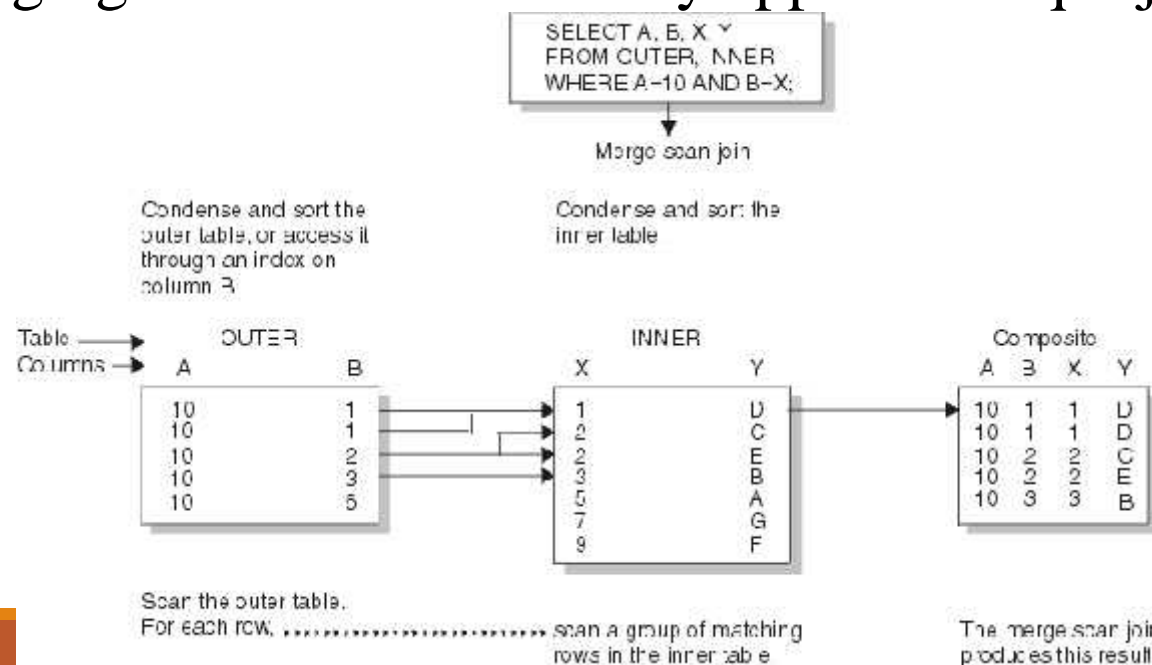 SELECT A, B, X, Y
FROM OUTER, INNER
WHERE A=10 AND B=X;
Merge scan join
Condense and sort the
outer table, or access it
through an index on
column B
Condense and sort the
inner table
Table
Columns
OUTER
A B
10 1
10 1
10 2
10 3
10 5
INNER
X Y
1 D
2 C
2 E
3 B
5 A
7 G
9 F
Composite
A B X Y
10 1 1 D
10 1 1 D
10 2 2 C
10 2 2 E
10 3 3 B
Scan the outer table.
For each row, scan a group of matching
rows in the inner table
The merge scan join
produces this result